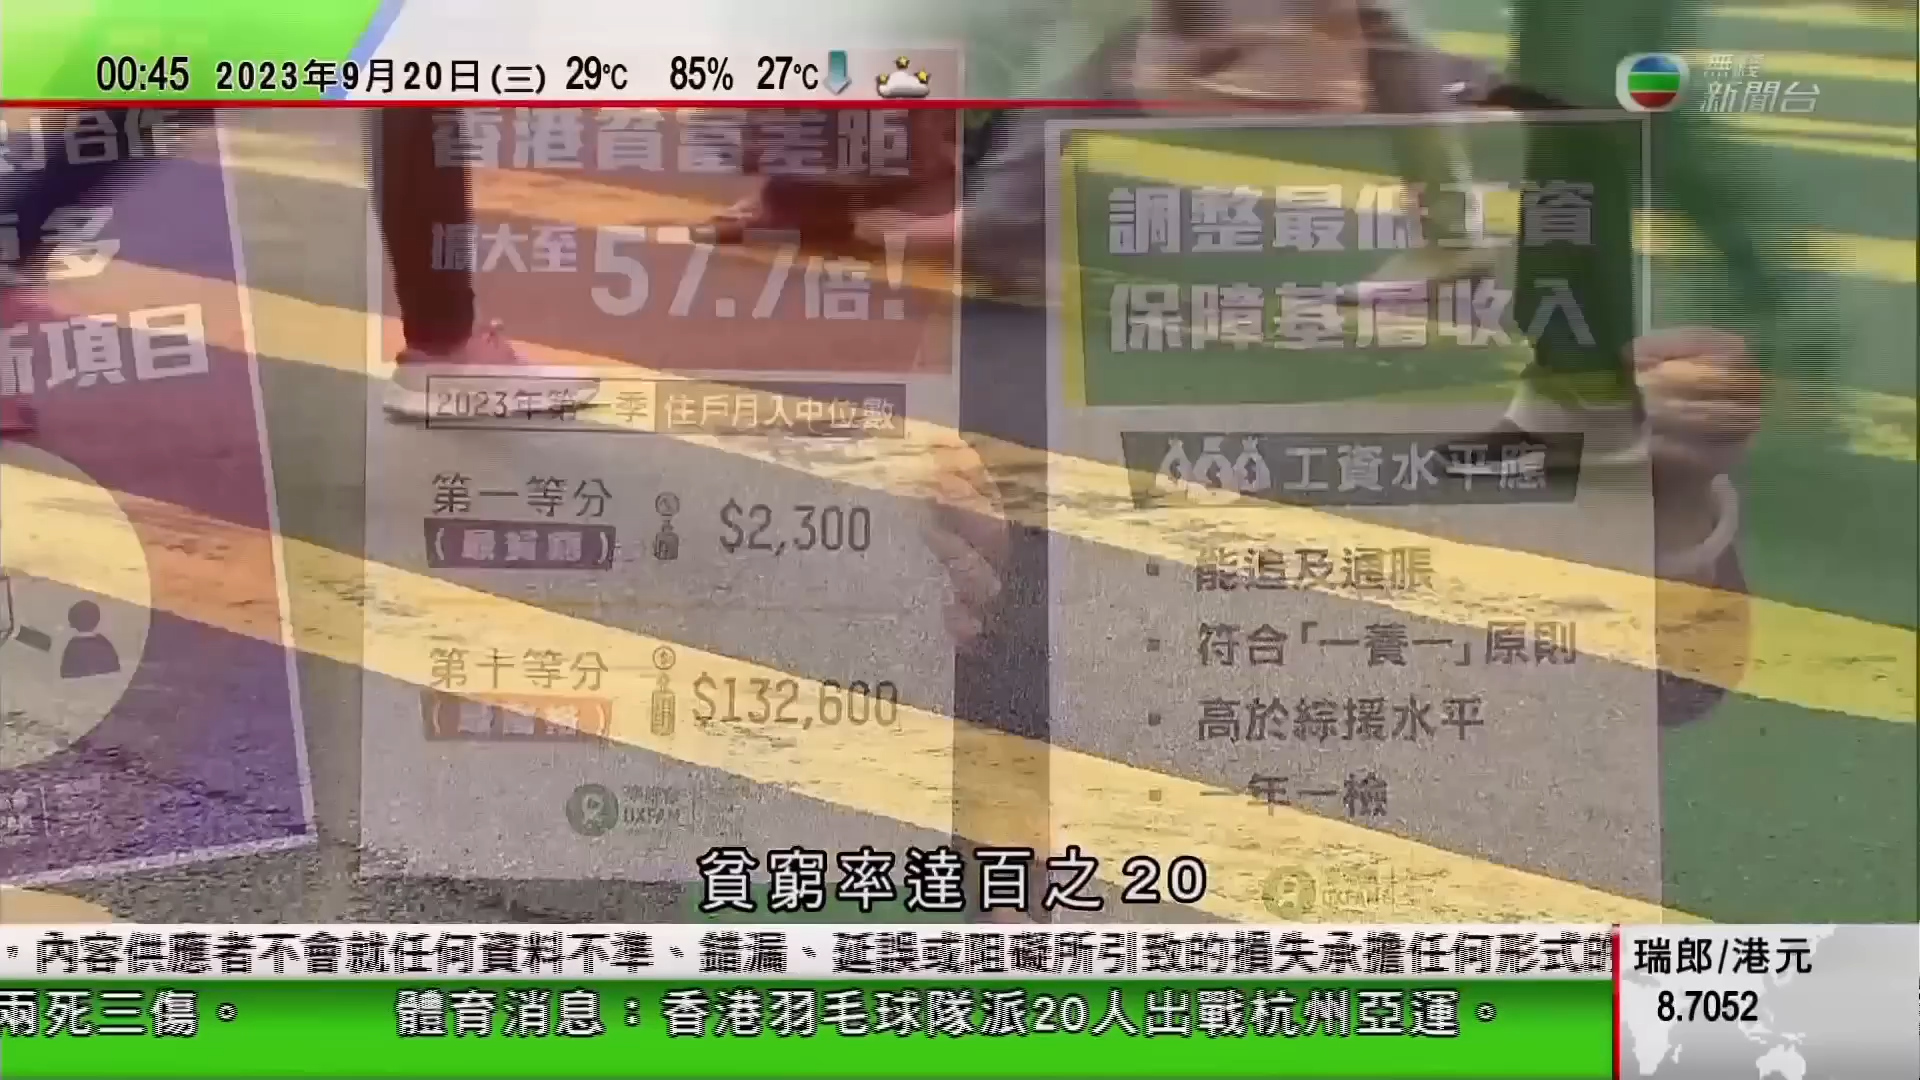 00:45 2023年9月20日(三) 29℃ 85% 27℃
無綫
新聞台
合作
多
新項目
香港貧富差距
擴大至57.7倍!
2023年第一季 住戶月入中位數
第一等分
(最貧窮)
$2,300
第十等分
$132,600
OXFAM
調整最低工資
保障基層收入
工資水平應
能追及通脹
符合「一養一」原則
高於綜援水平
一年一檢
貧窮率達百之20
，內容供應者不會就任何資料不準、錯漏、延誤或阻礙所引致的損失承擔任何形式的
兩死三傷。 體育消息：香港羽毛球隊派20人出戰杭州亞運。
瑞郎/港元
8.7052